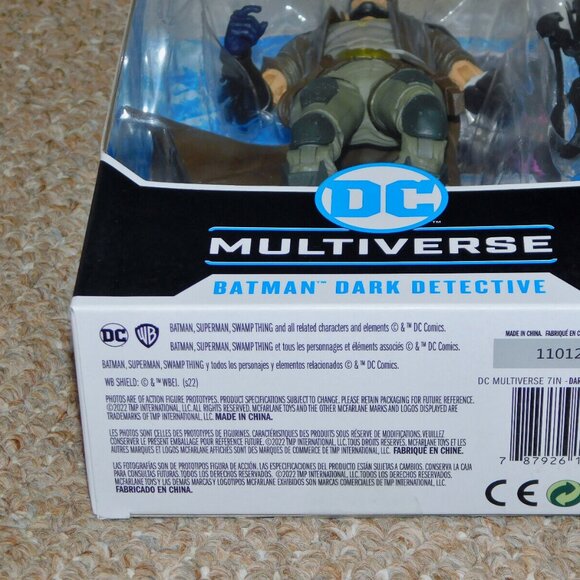 DC
MULTIVERSE
BATMAN™ DARK DETECTIVE
DC WB
BATMAN, SUPERMAN, SWAMP THING and all related characters and elements © & ™ DC Comics.
BATMAN, SUPERMAN, SWAMP THING et tous les personnages et éléments associés © & ™ DC Comics.
BATMAN, SUPERMAN, SWAMP THING y todos los personajes y elementos relacionados © & ™ DC Comics.
WB SHIELD: © & ™ WBEI. (s22)
PHOTOS ARE OF ACTION FIGURE PROTOTYPES. PRODUCT SPECIFICATIONS SUBJECT TO CHANGE. PLEASE RETAIN PACKAGING FOR FUTURE REFERENCE.
©2022 TMP INTERNATIONAL, LLC. ALL RIGHTS RESERVED. MCFARLANE TOYS AND THE OTHER MCFARLANE MARKS AND LOGOS DISPLAYED ARE
TRADEMARKS OF TMP INTERNATIONAL, LLC. MADE IN CHINA.
LES PHOTOS SONT CELLES DES PROTOTYPES DE FIGURINES. CARACTÉRISTIQUES DES PRODUITS SOUS RÉSERVE DE MODIFICATIONS. VEUILLEZ
CONSERVER LE PRÉSENT EMBALLAGE POUR RÉFÉRENCE FUTURE. ©2022 TMP INTERNATIONAL, LLC. TOUS DROITS RÉSERVÉS. MCFARLANE TOYS ET LES
AUTRES MARQUES ET LOGOS MCFARLANE AFFICHÉS SONT DES MARQUES DE COMMERCE DE TMP INTERNATIONAL, LLC. FABRIQUÉ EN CHINE.
LAS FOTOGRAFÍAS SON DE PROTOTIPOS FIGURA DE ACCIÓN. LAS ESPECIFICACIONES DEL PRODUCTO ESTÁN SUJETAS A CAMBIOS. CONSERVE LA CAJA
PARA CONSULTAS FUTURAS. TODOS LOS DERECHOS RESERVADOS. ©2022 TMP INTERNATIONAL, LLC. TODOS LOS DERECHOS RESERVADOS.
MCFARLANE TOYS Y LAS DEMÁS MARCAS Y LOGOS MCFARLANE EXHIBIDOS SON MARCAS COMERCIALES DE TMP INTERNATIONAL, LLC.
FABRICADO EN CHINA.
MADE IN CHINA. FABRIQUÉ EN C
11012
DC MULTIVERSE 7IN - DAR
7 87926 1
CE